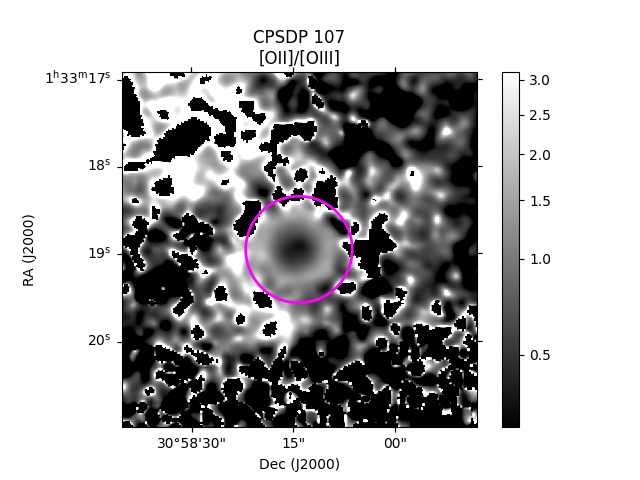 CPSDP 107
[OII]/[OIII]
1ʰ33ᵐ17ˢ
18ˢ
19ˢ
20ˢ
RA (J2000)
30°58'30"
15"
00"
Dec (J2000)
3.0
2.5
2.0
1.5
1.0
0.5